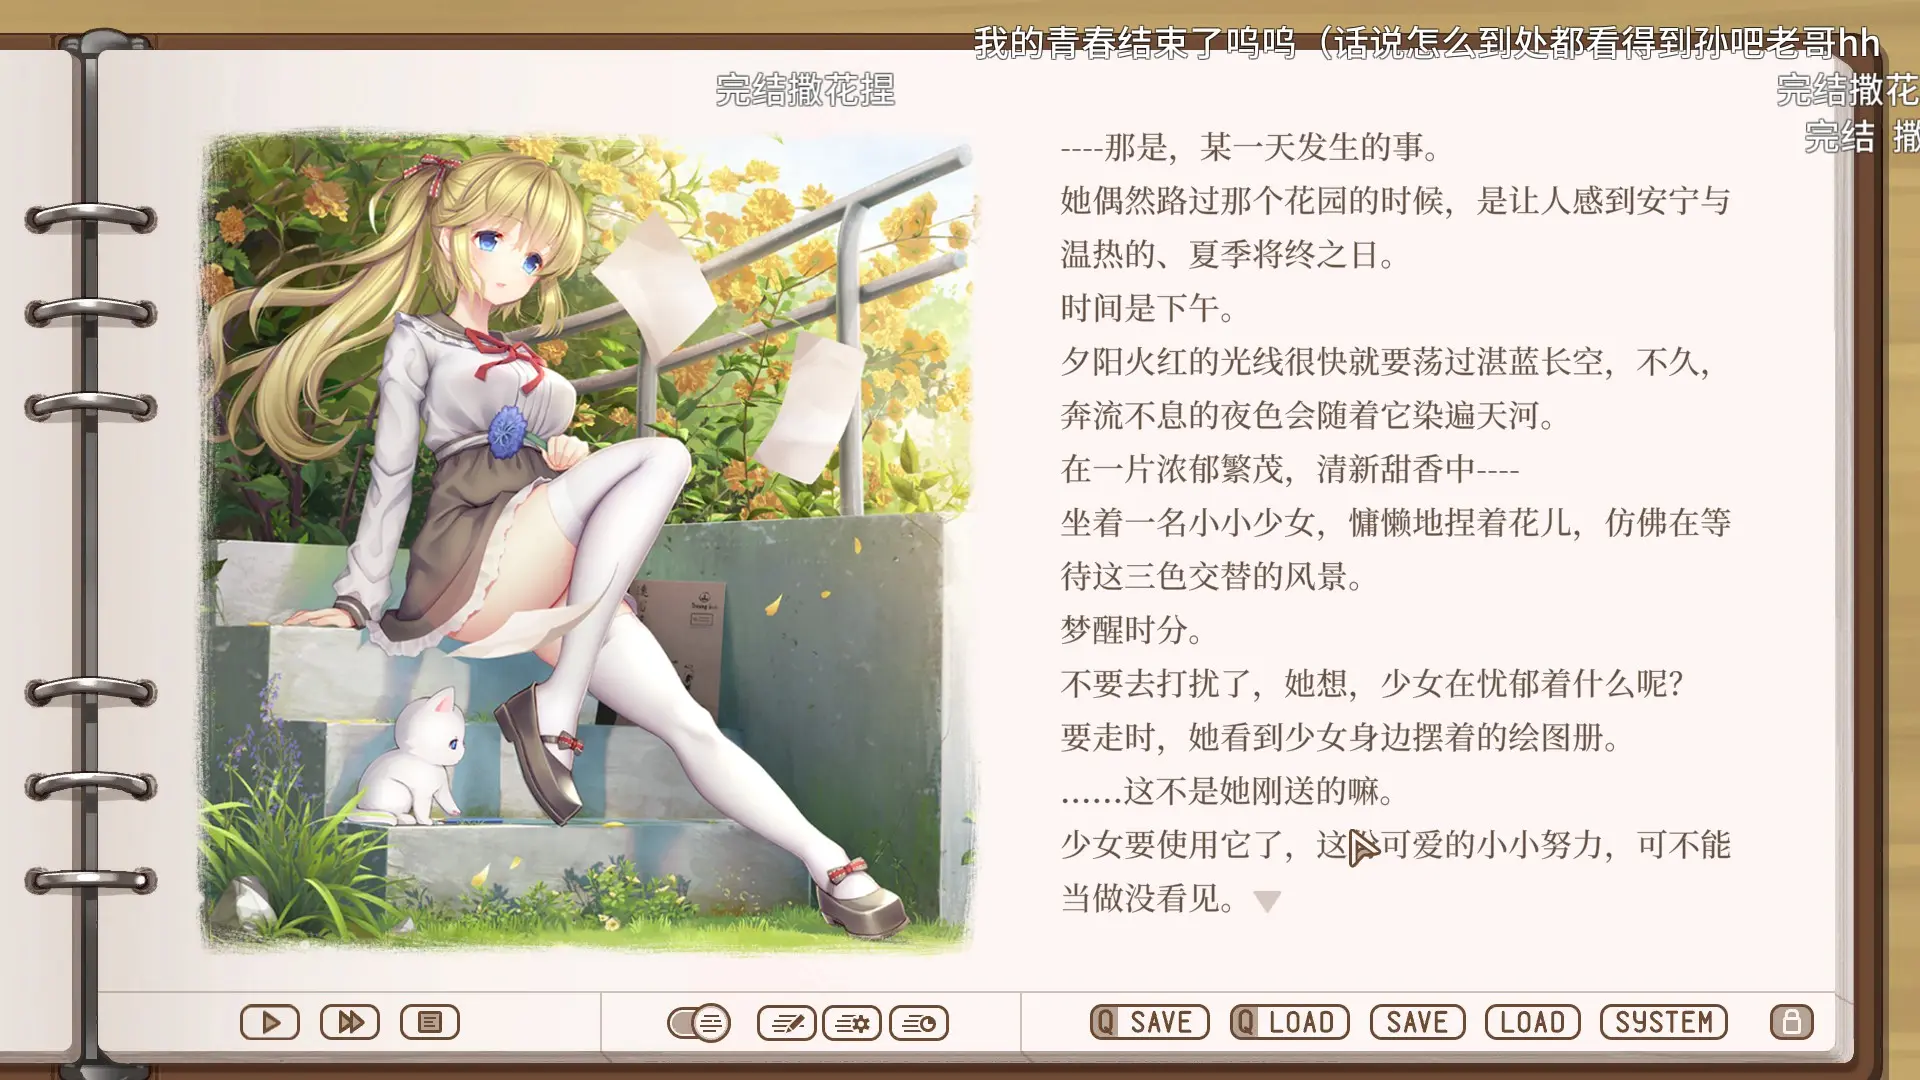 我的青春结束了呜呜（话说怎么到处都看得到孙吧老哥hh
完结撒花捏
完结撒花
完结 撒
----那是，某一天发生的事。
她偶然路过那个花园的时候，是让人感到安宁与
温热的、夏季将终之日。
时间是下午。
夕阳火红的光线很快就要荡过湛蓝长空，不久，
奔流不息的夜色会随着它染遍天河。
在一片浓郁繁茂，清新甜香中----
坐着一名小小少女，慵懒地捏着花儿，仿佛在等
待这三色交替的风景。
梦醒时分。
不要去打扰了，她想，少女在忧郁着什么呢？
要走时，她看到少女身边摆着的绘图册。
……这不是她刚送的嘛。
少女要使用它了，这 可爱的小小努力，可不能
当做没看见。
Q SAVE
Q LOAD
SAVE
LOAD
SYSTEM